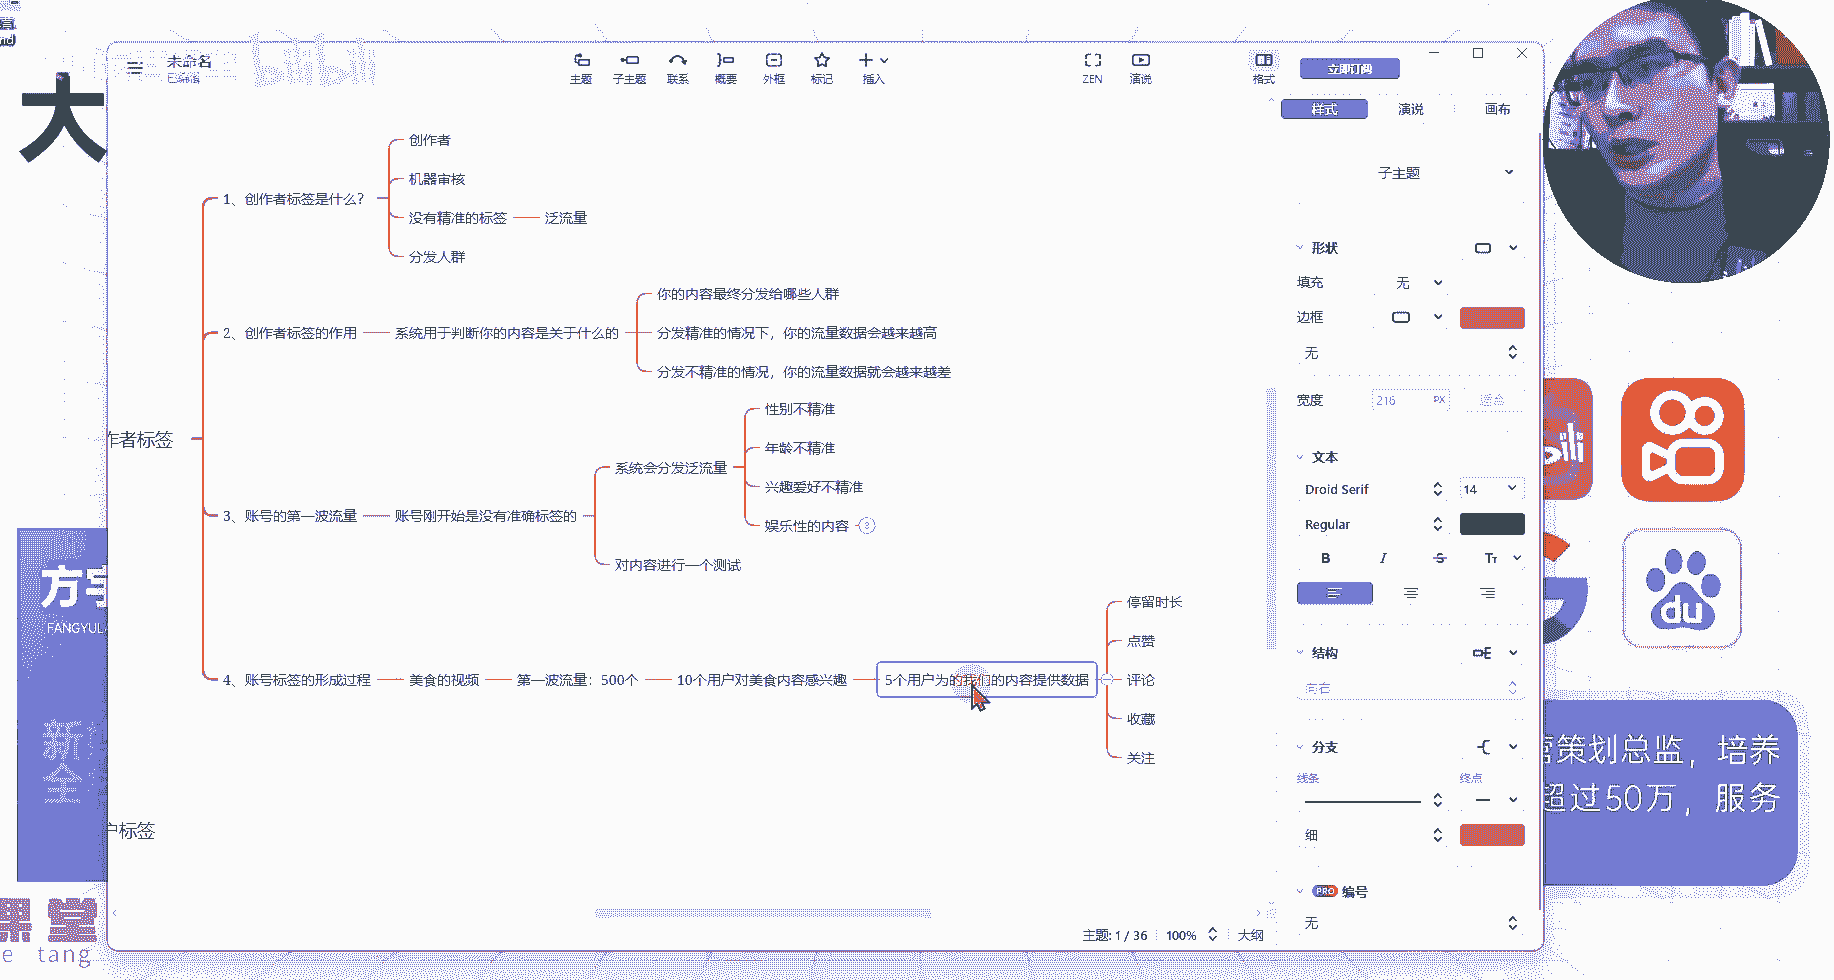 大
未命名
已编辑
bilibili
主题
子主题
联系
概要
外框
标记
插入
ZEN
演说
格式
立即订阅
样式
演说
画布
子主题
形状
填充
无
边框
无
宽度
216
PX
适合
文本
Droid Serif
14
Regular
B
I
S
Tт
结构
向右
分支
线条
终点
细
PRO 编号
无
作者标签
1、创作者标签是什么?
创作者
机器审核
没有精准的标签
泛流量
分发人群
2、创作者标签的作用
系统用于判断你的内容是关于什么的
你的内容最终分发给哪些人群
分发精准的情况下，你的流量数据会越来越高
分发不精准的情况，你的流量数据就会越来越差
3、账号的第一波流量
账号刚开始是没有准确标签的
系统会分发泛流量
性别不精准
年龄不精准
兴趣爱好不精准
娱乐性的内容
对内容进行一个测试
4、账号标签的形成过程
美食的视频
第一波流量：500个
10个用户对美食内容感兴趣
5个用户为的我们的内容提供数据
停留时长
点赞
评论
收藏
关注
户标签
主题: 1 / 36
100%
大纲
方宇
FANGYUL
新
全
课堂
e tang
du
营策划总监，培养
超过50万，服务